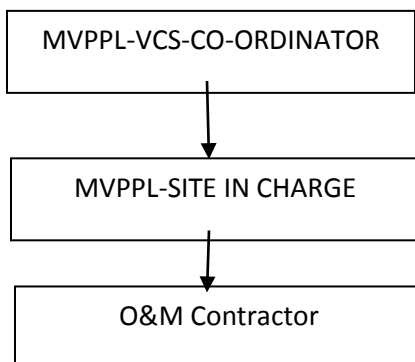 MVPPL-VCS-CO-ORDINATOR
MVPPL-SITE IN CHARGE
O&M Contractor